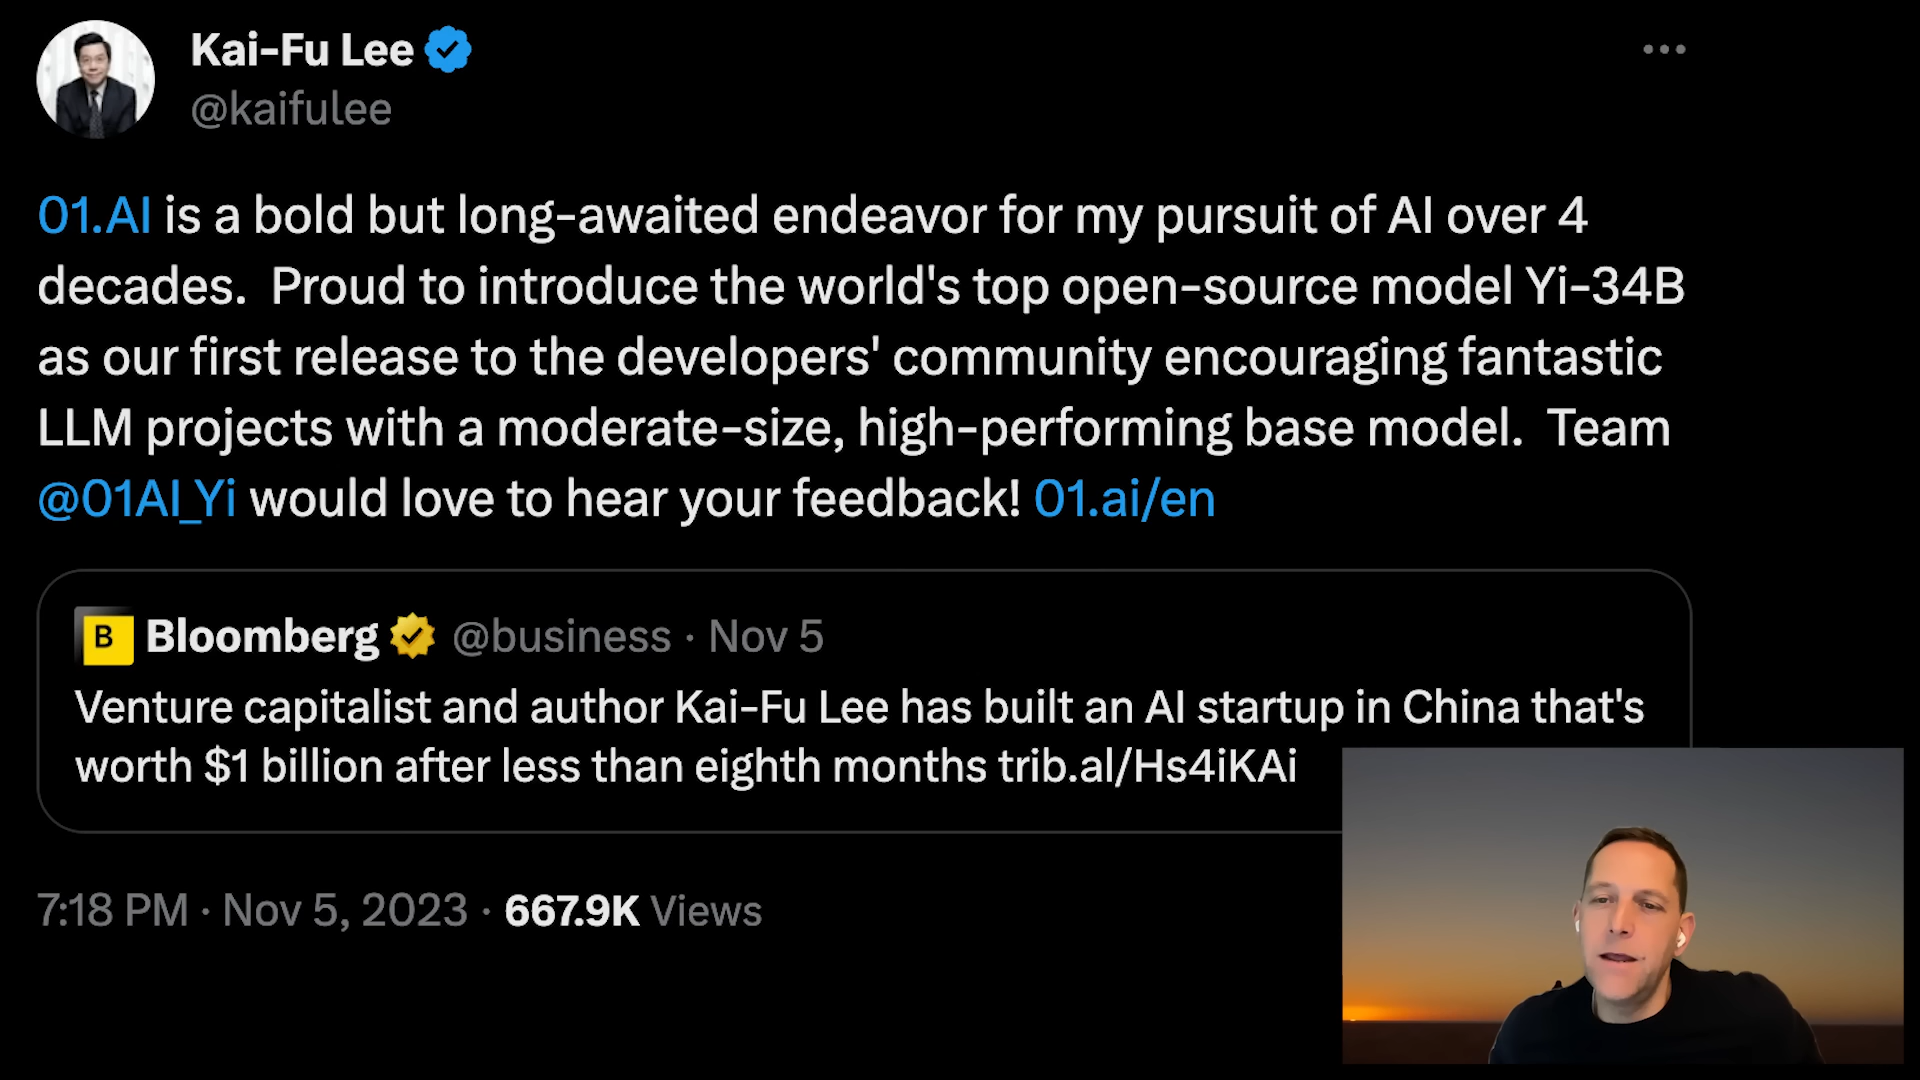 Kai-Fu Lee
@kaifulee
01.AI is a bold but long-awaited endeavor for my pursuit of AI over 4
decades.  Proud to introduce the world's top open-source model Yi-34B
as our first release to the developers' community encouraging fantastic
LLM projects with a moderate-size, high-performing base model.  Team
@01AI_Yi would love to hear your feedback! 01.ai/en
B Bloomberg @business · Nov 5
Venture capitalist and author Kai-Fu Lee has built an AI startup in China that's
worth $1 billion after less than eighth months trib.al/Hs4iKAi
7:18 PM · Nov 5, 2023 · 667.9K Views